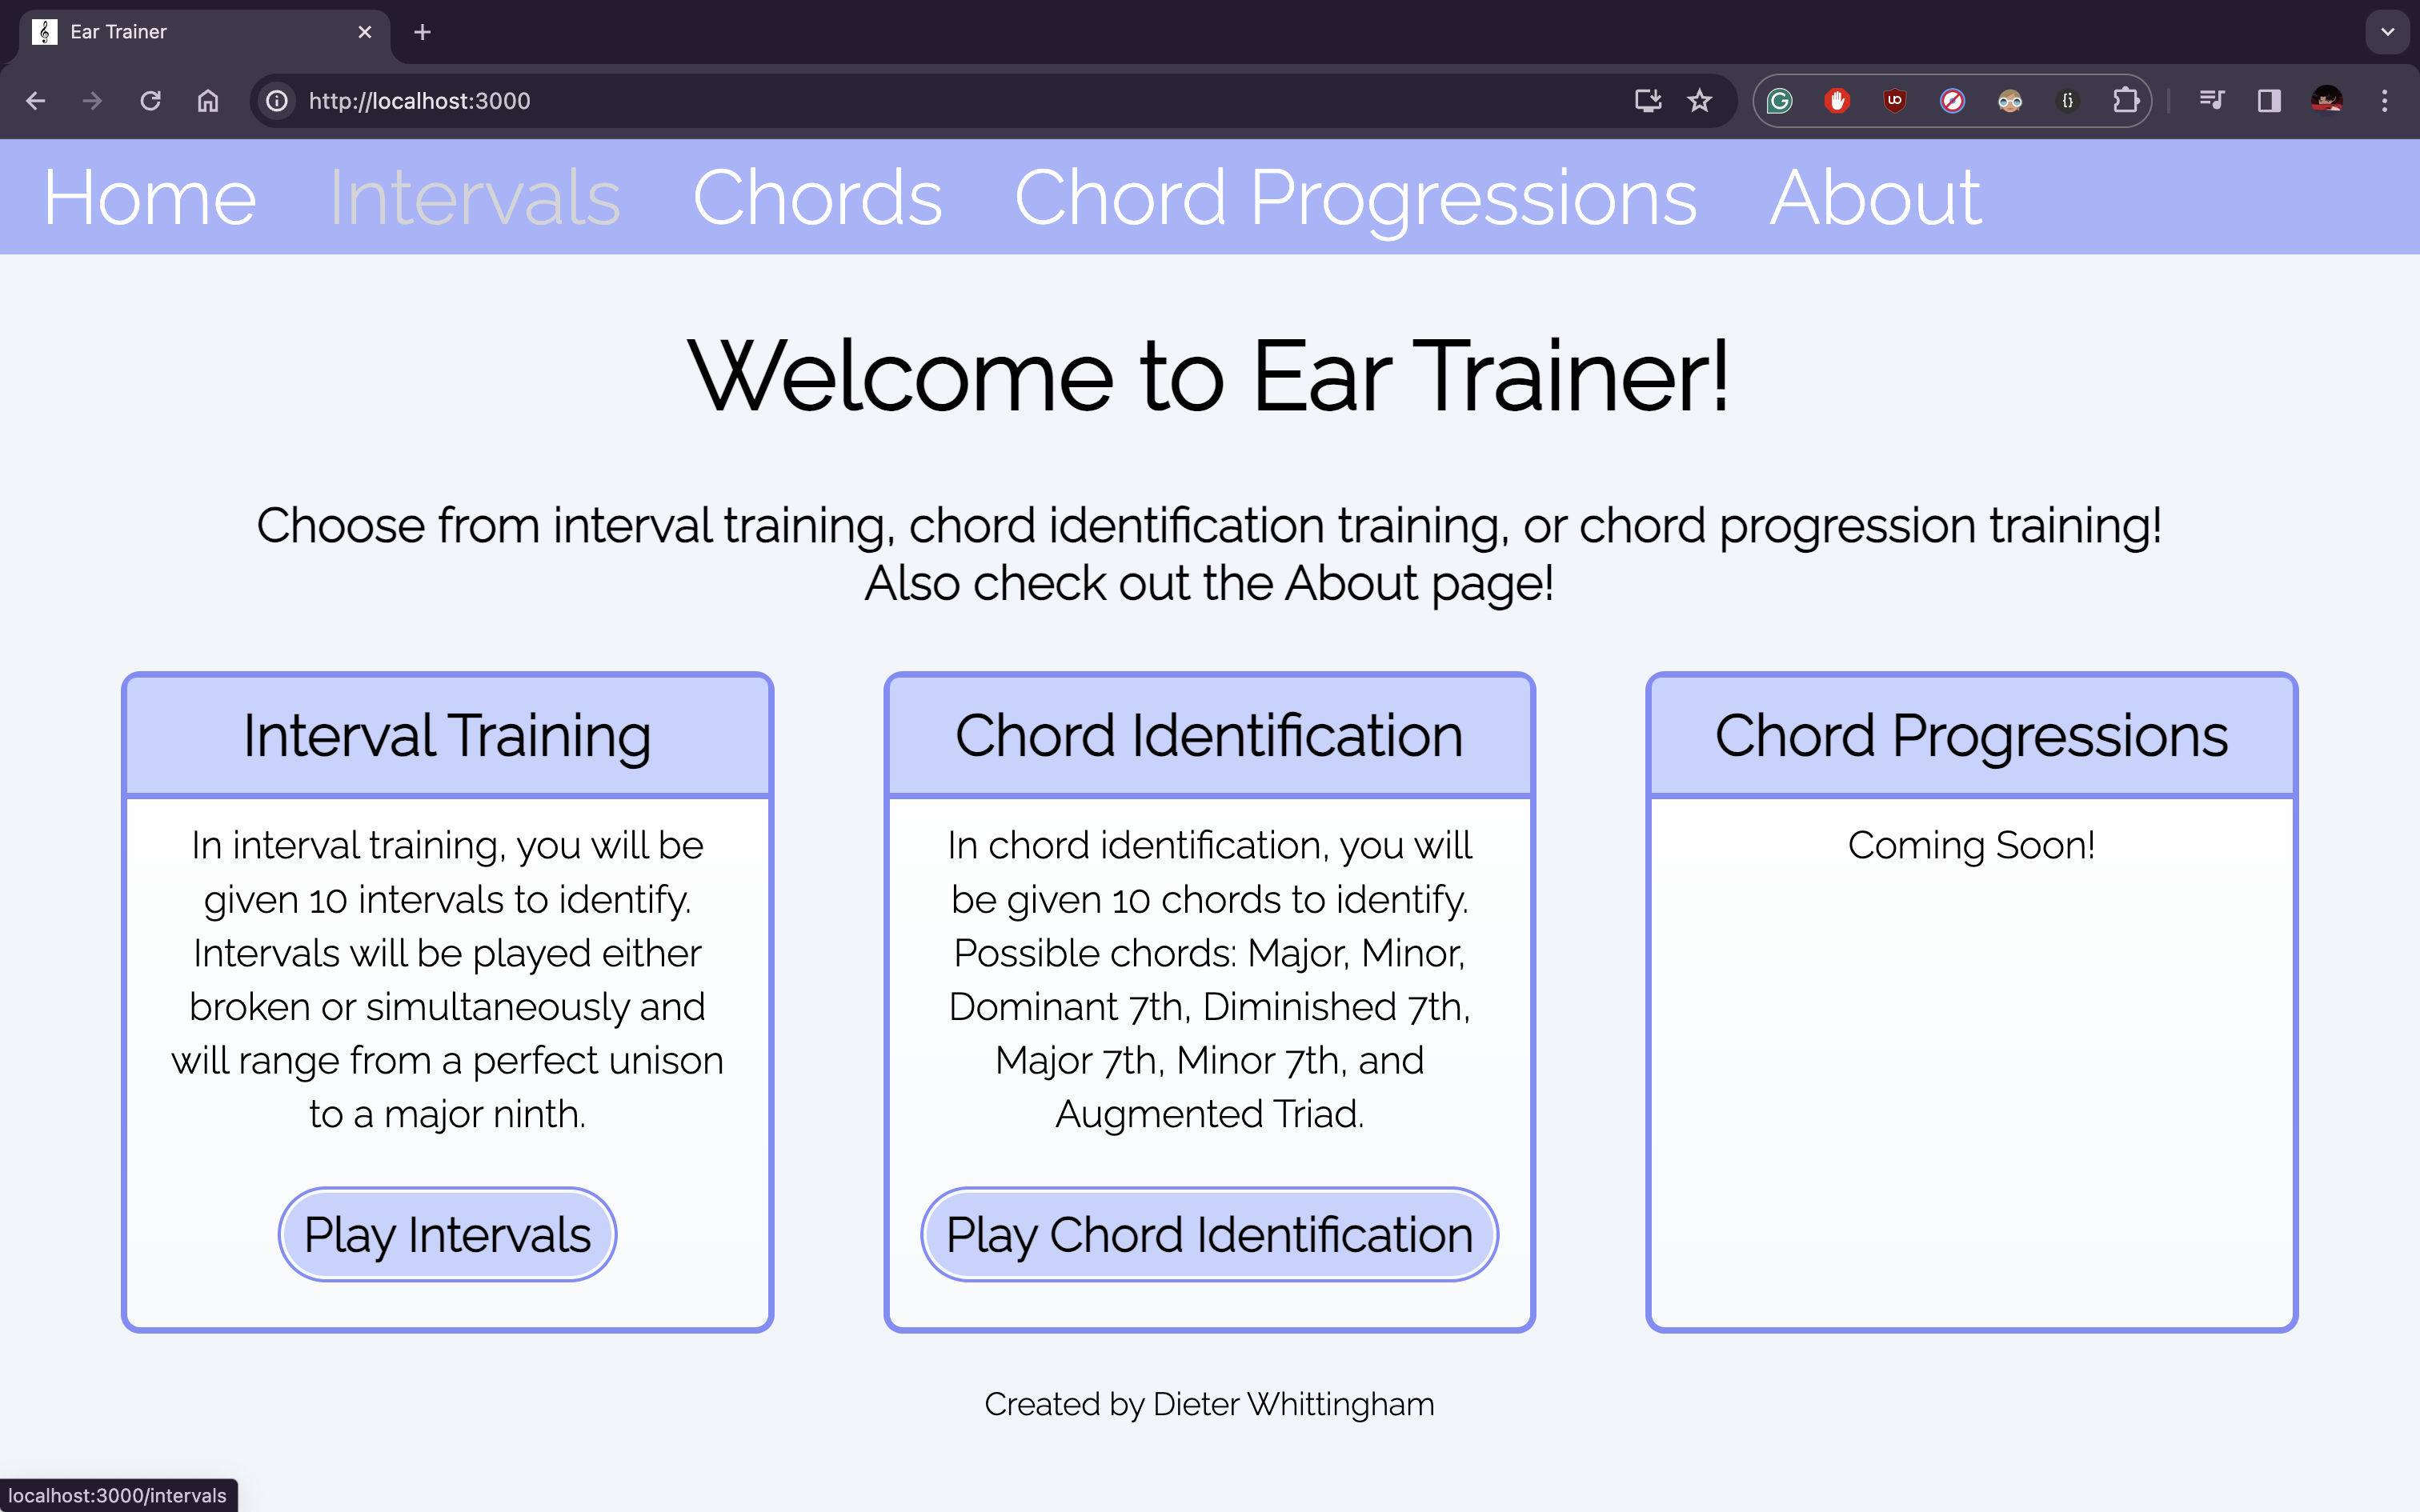 Ear Trainer
http://localhost:3000
Home Intervals Chords Chord Progressions About
Welcome to Ear Trainer!
Choose from interval training, chord identification training, or chord progression training!
Also check out the About page!
Interval Training
In interval training, you will be
given 10 intervals to identify.
Intervals will be played either
broken or simultaneously and
will range from a perfect unison
to a major ninth.
Play Intervals
Chord Identification
In chord identification, you will
be given 10 chords to identify.
Possible chords: Major, Minor,
Dominant 7th, Diminished 7th,
Major 7th, Minor 7th, and
Augmented Triad.
Play Chord Identification
Chord Progressions
Coming Soon!
Created by Dieter Whittingham
localhost:3000/intervals